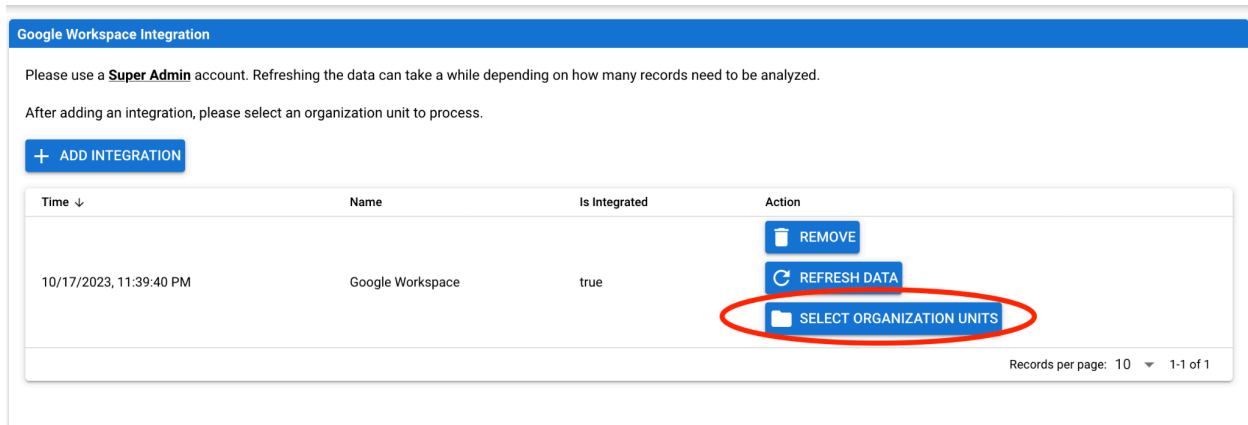 Google Workspace Integration
Please use a Super Admin account. Refreshing the data can take a while depending on how many records need to be analyzed.
After adding an integration, please select an organization unit to process.
ADD INTEGRATION
Time Name Is Integrated Action
REMOVE
10/17/2023, 11:39:40 PM Google Workspace true REFRESH DATA
SELECT ORGANIZATION UNITS
Records per page: 10 1-1 of 1